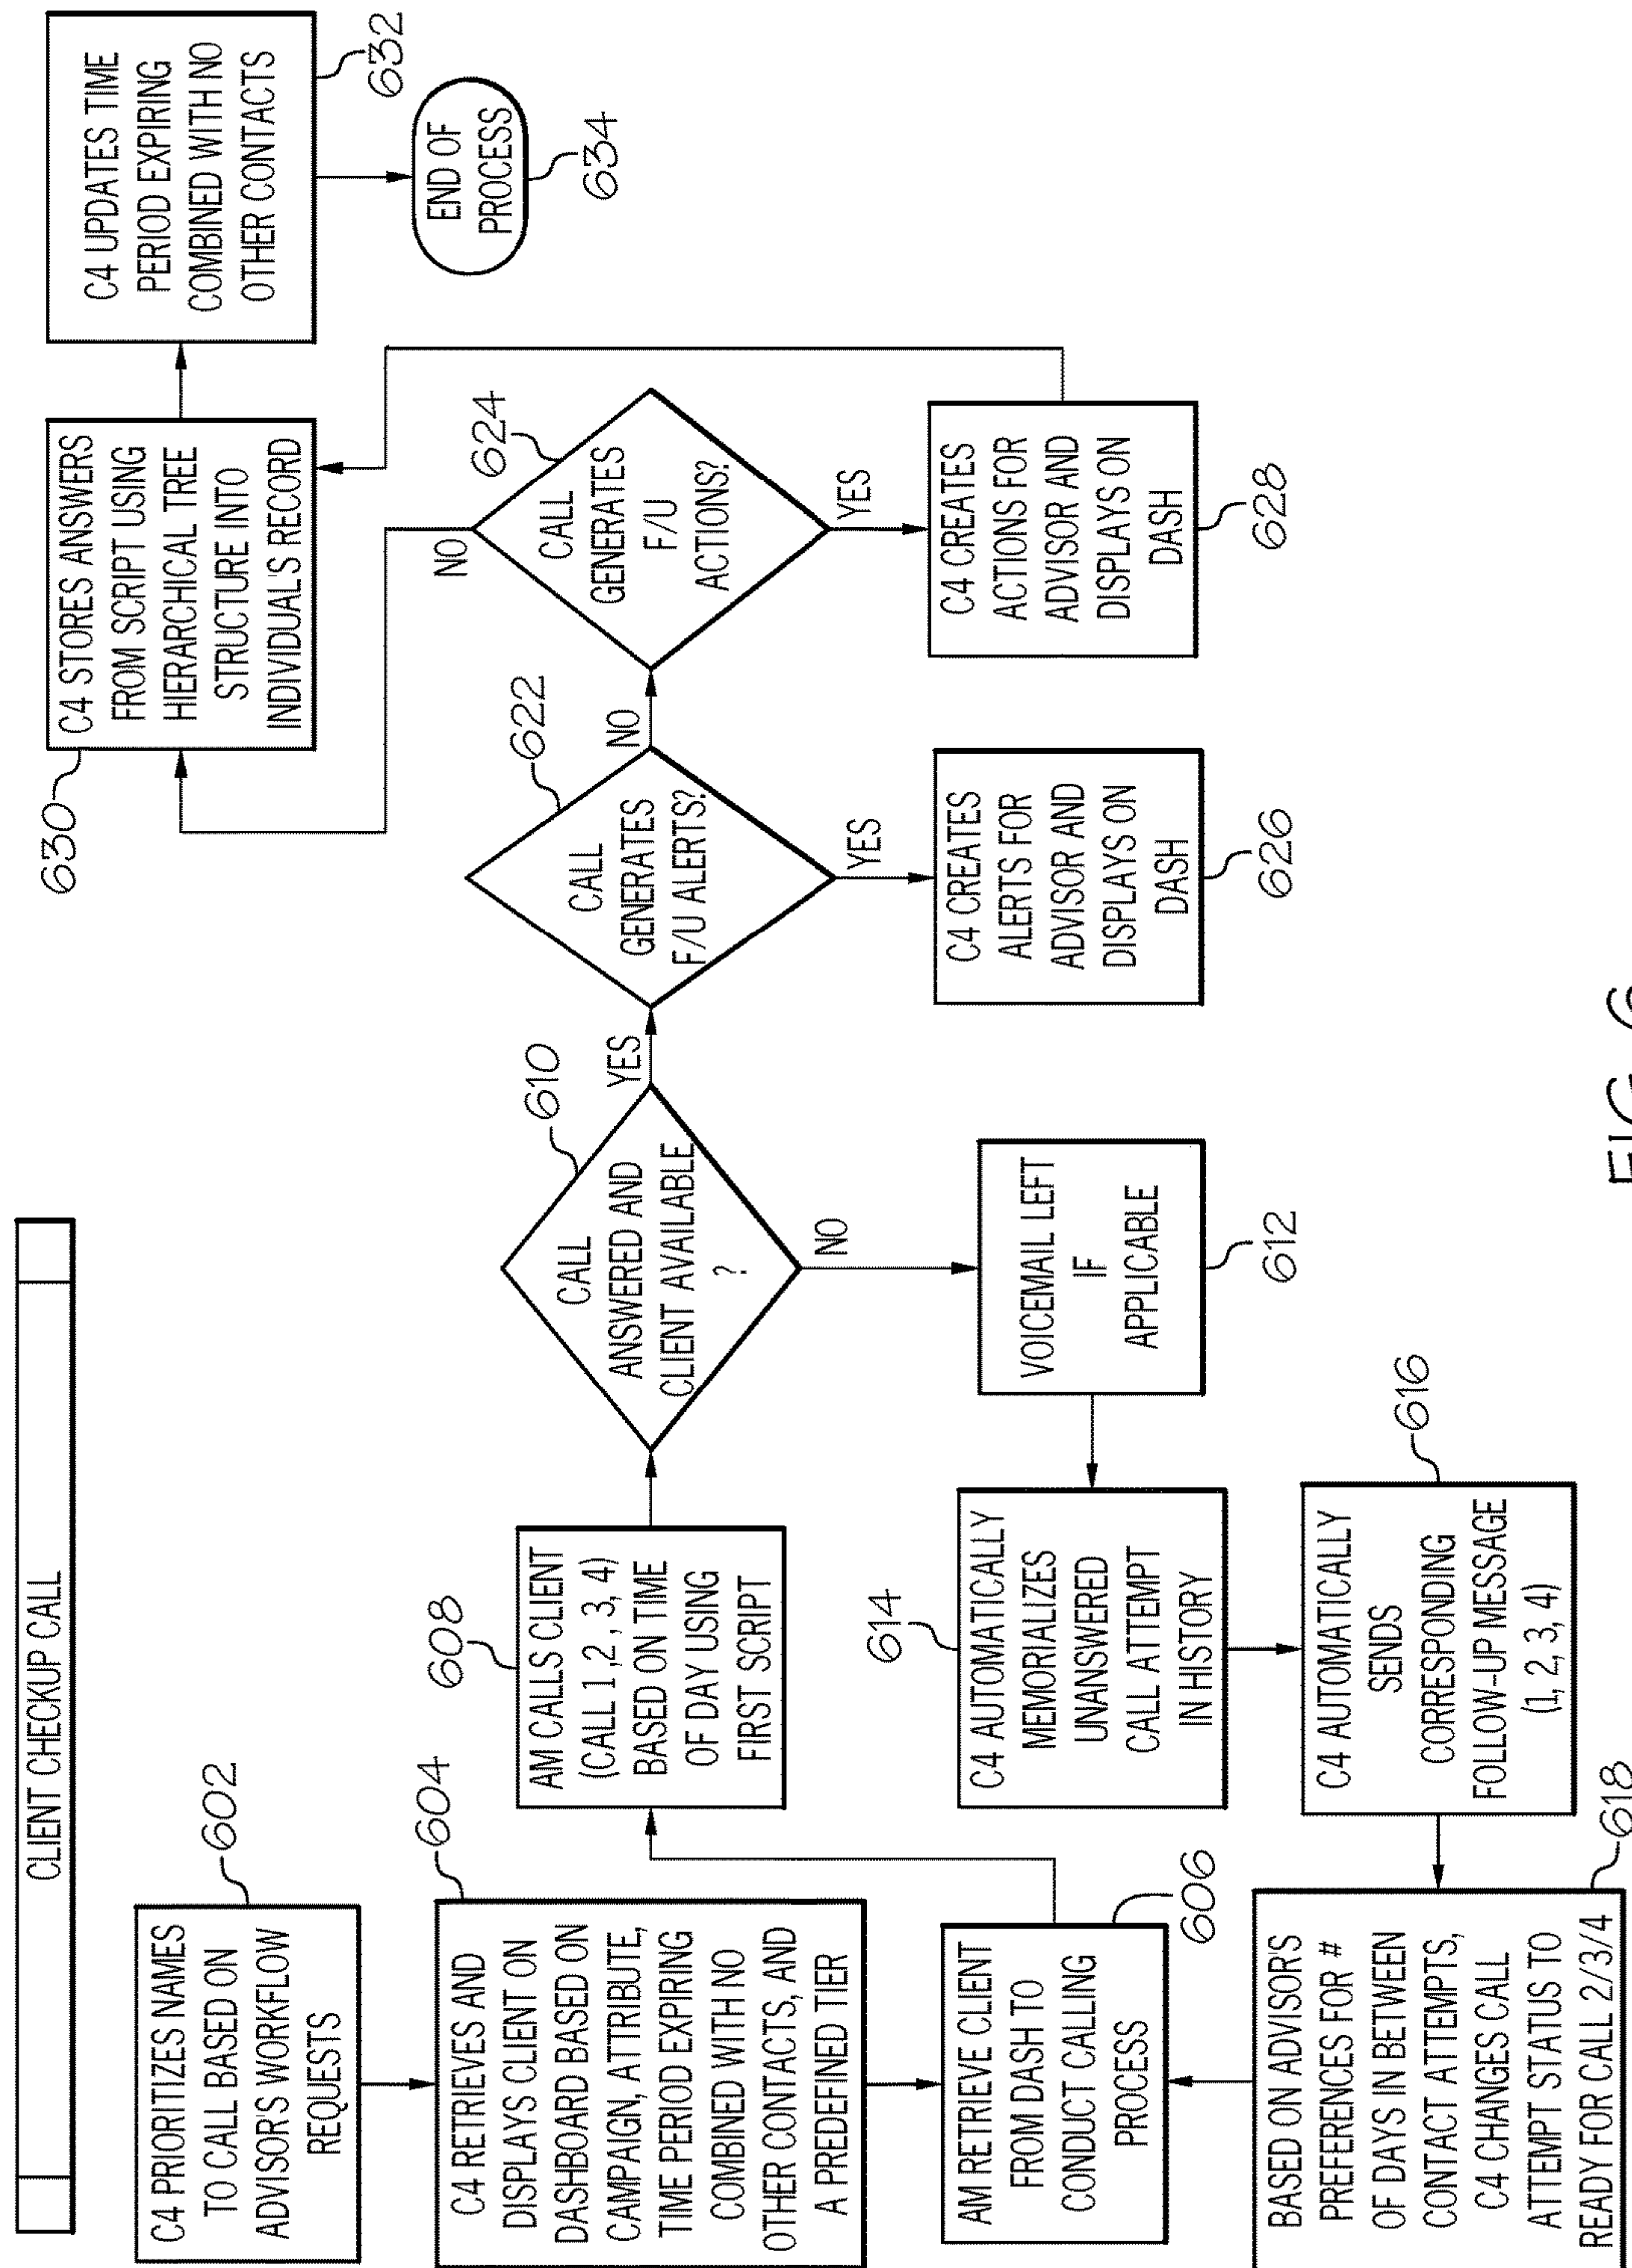 CLIENT CHECKUP CALL
C4 PRIORITIZES NAMES
TO CALL BASED ON
ADVISOR'S WORKFLOW
REQUESTS
602
C4 RETRIEVES AND
DISPLAYS CLIENT ON
DASHBOARD BASED ON
CAMPAIGN, ATTRIBUTE,
TIME PERIOD EXPIRING
COMBINED WITH NO
OTHER CONTACTS, AND
A PREDEFINED TIER
604
AM RETRIEVE CLIENT
FROM DASH TO
CONDUCT CALLING
PROCESS
606
AM CALLS CLIENT
(CALL 1,2 ,3, 4)
BASED ON TIME
OF DAY USING
FIRST SCRIPT
608
CALL
ANSWERED AND
CLIENT AVAILABLE
?
610
YES
NO
VOICEMAIL LEFT
IF
APPLICABLE
612
C4 AUTOMATICALLY
MEMORIALIZES
UNANSWERED
CALL ATTEMPT
IN HISTORY
614
C4 AUTOMATICALLY
SENDS
CORRESPONDING
FOLLOW-UP MESSAGE
(1, 2, 3, 4)
616
BASED ON ADVISOR'S
PREFERENCES FOR #
OF DAYS IN BETWEEN
CONTACT ATTEMPTS,
C4 CHANGES CALL
ATTEMPT STATUS TO
READY FOR CALL 2/3/4
618
CALL
GENERATES
F/U ALERTS?
622
NO
YES
C4 CREATES
ALERTS FOR
ADVISOR AND
DISPLAYS ON
DASH
626
CALL
GENERATES
F/U
ACTIONS?
624
NO
YES
C4 CREATES
ACTIONS FOR
ADVISOR AND
DISPLAYS ON
DASH
628
C4 STORES ANSWERS
FROM SCRIPT USING
HIERARCHICAL TREE
STRUCTURE INTO
INDIVIDUAL'S RECORD
630
C4 UPDATES TIME
PERIOD EXPIRING
COMBINED WITH NO
OTHER CONTACTS
632
END OF
PROCESS
634
FIG. 6